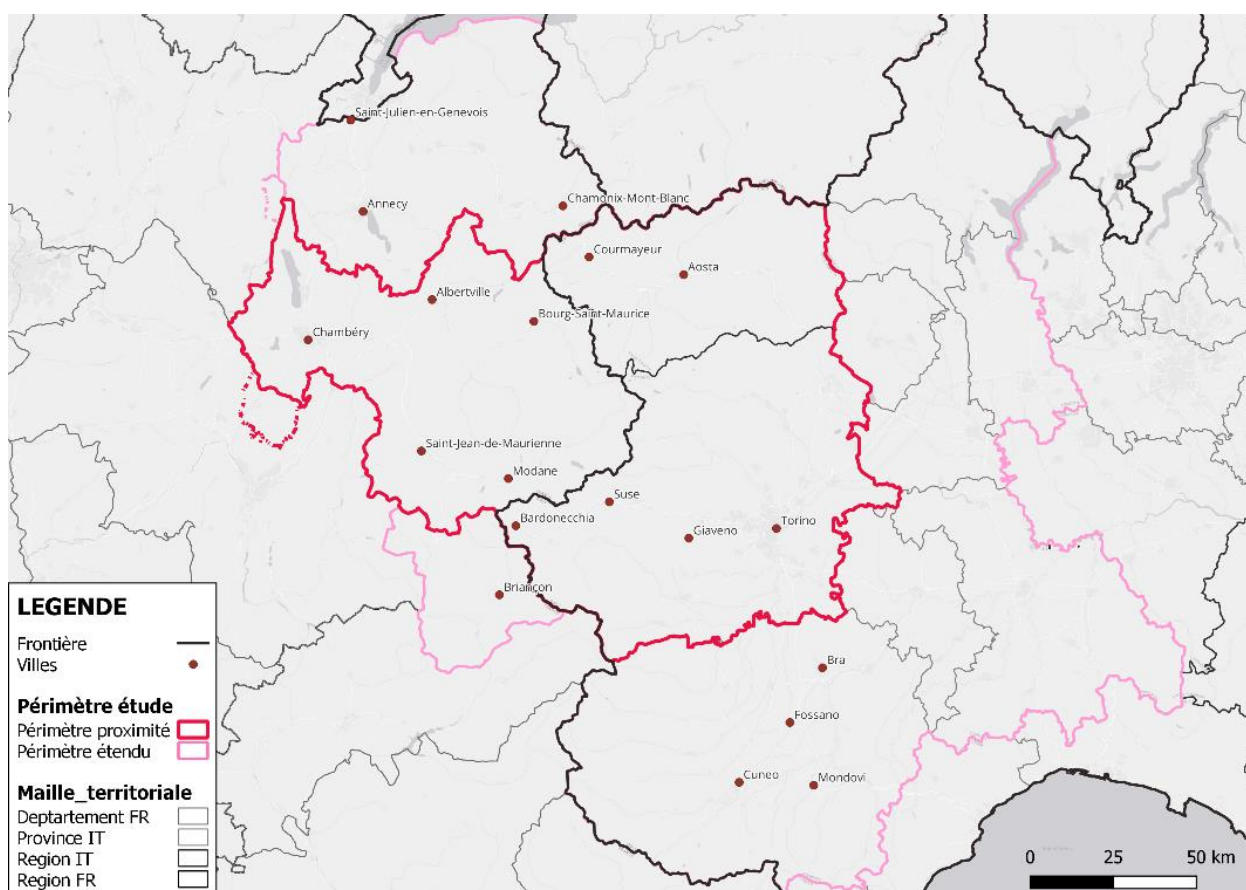 Saint-Julien-en-Genevois
Annecy
Chamonix-Mont-Blanc
Courmayeur
Aosta
Albertville
Bourg-Saint-Maurice
Chambéry
Saint-Jean-de-Maurienne
Modane
Suse
Bardonecchia
Giaveno
Torino
Briançon
Bra
Fossano
Cuneo
Mondovi
LEGENDE
Frontière
Villes
Périmètre étude
Périmètre proximité
Périmètre étendu
Maille_territoriale
Deptartement FR
Province IT
Region IT
Region FR
0 25 50 km